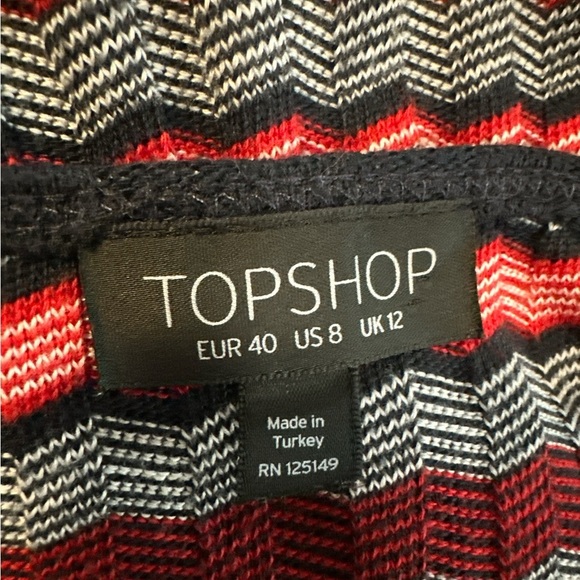 TOPSHOP
EUR 40 US 8 UK 12
Made in
Turkey
RN 125149